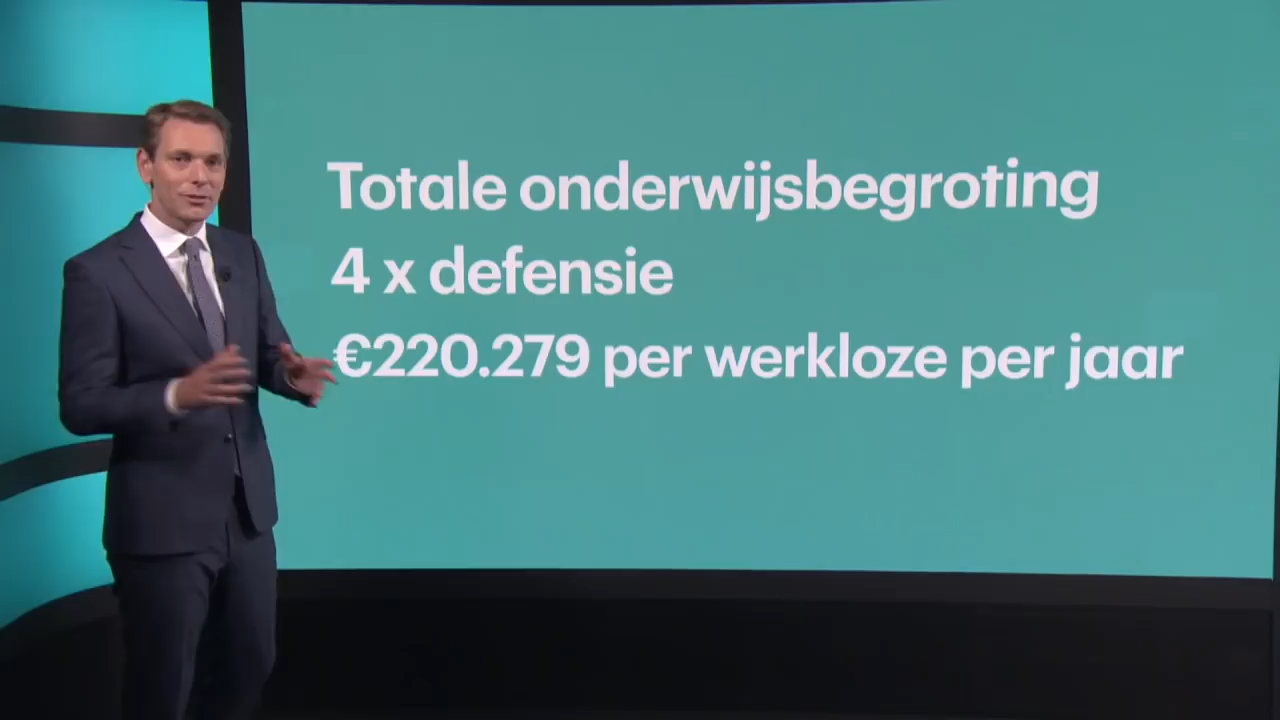 Totale onderwijsbegroting
4 x defensie
€220.279 per werkloze per jaar